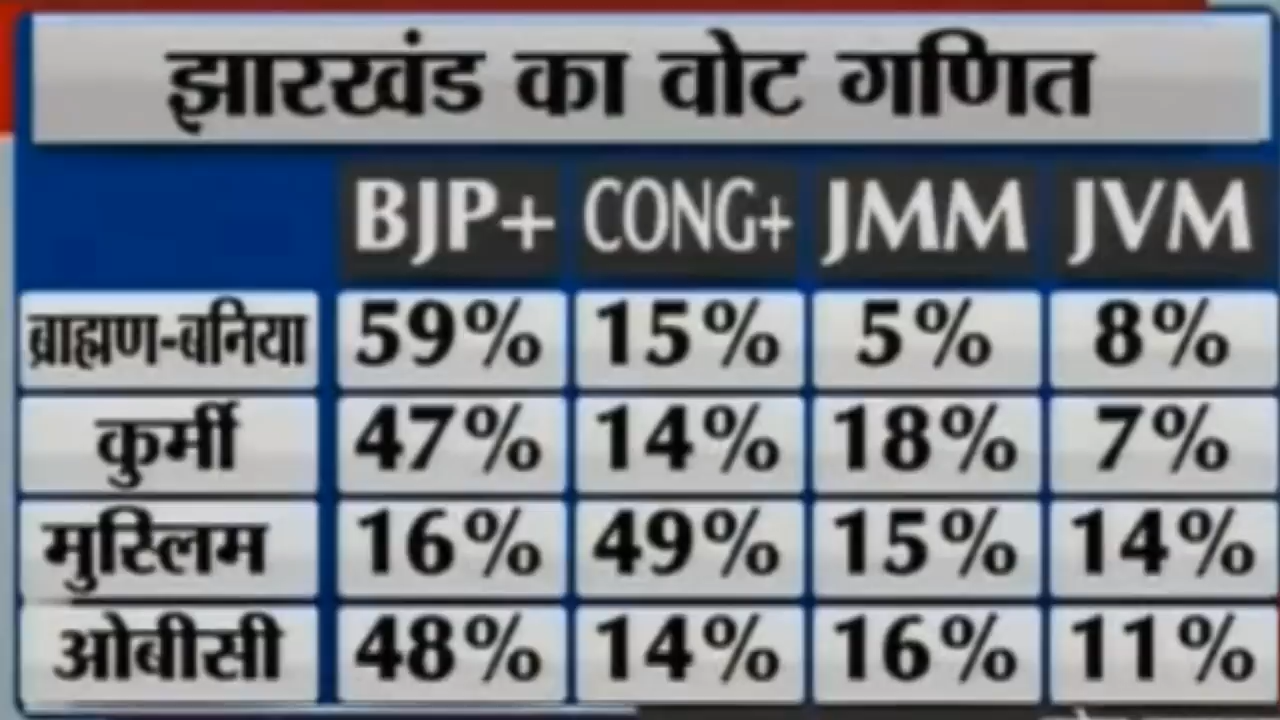 झारखंड का वोट गणित
BJP+ CONG+ JMM JVM
ब्राह्मण-बनिया 59% 15% 5% 8%
कुर्मी 47% 14% 18% 7%
मुस्लिम 16% 49% 15% 14%
ओबीसी 48% 14% 16% 11%